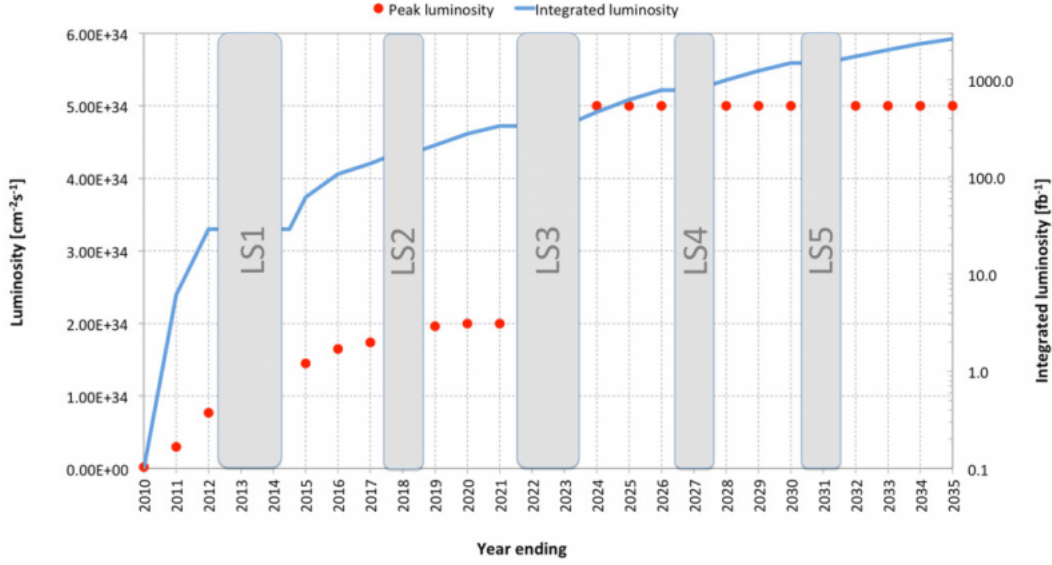 Peak luminosity Integrated luminosity
6.00E+34
5.00E+34
4.00E+34
3.00E+34
2.00E+34
1.00E+34
0.00E+00
Luminosity [cm-2s-1]
LS1 LS2 LS3 LS4 LS5
1000.0
100.0
10.0
1.0
0.1
Integrated luminosity [fb-1]
2010 2011 2012 2013 2014 2015 2016 2017 2018 2019 2020 2021 2022 2023 2024 2025 2026 2027 2028 2029 2030 2031 2032 2033 2034 2035
Year ending